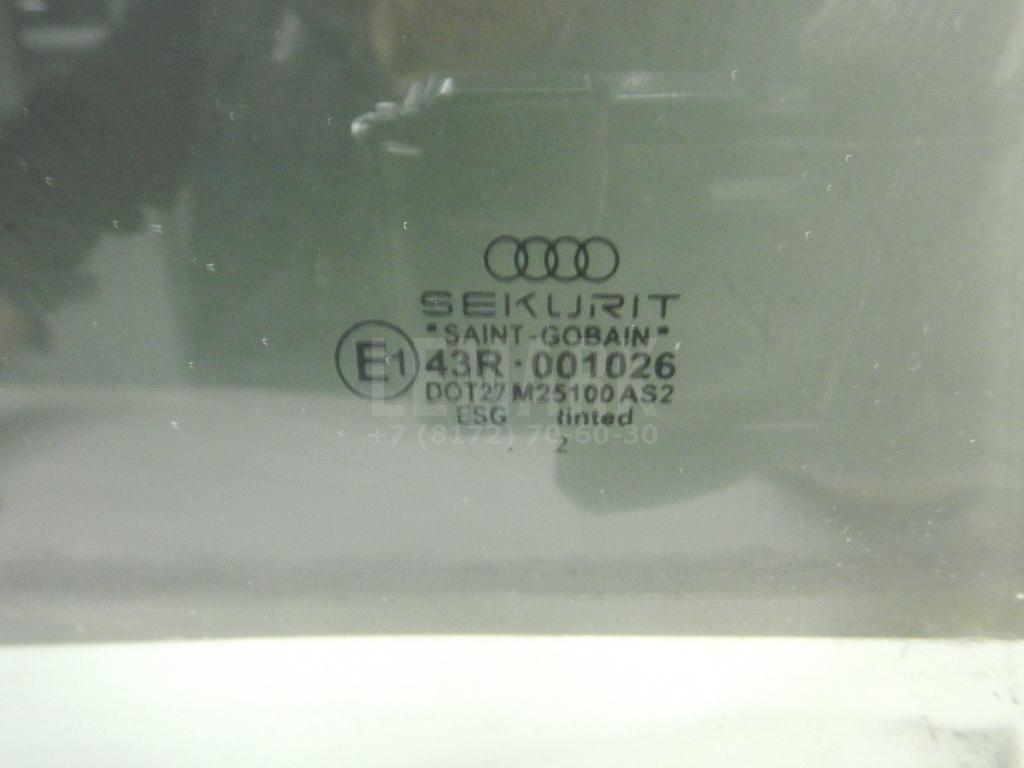 SEKURIT
"SAINT-GOBAIN"
E1 43R · 001026
DOT27 M25100 AS2
ESG tinted
. 2
+7 (8172) 70-60-30